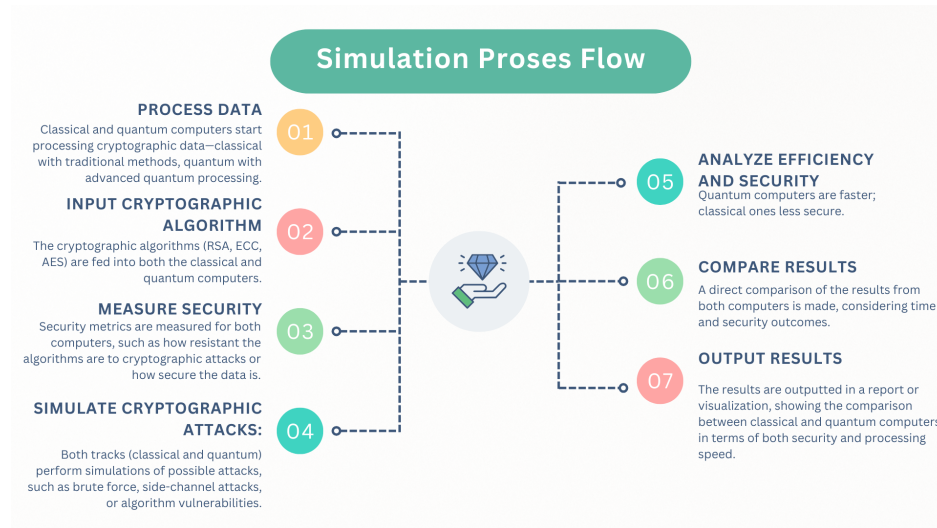 Simulation Proses Flow
PROCESS DATA
Classical and quantum computers start
processing cryptographic data—classical
with traditional methods, quantum with
advanced quantum processing.
01
INPUT CRYPTOGRAPHIC
ALGORITHM
The cryptographic algorithms (RSA, ECC,
AES) are fed into both the classical and
quantum computers.
02
MEASURE SECURITY
Security metrics are measured for both
computers, such as how resistant the
algorithms are to cryptographic attacks or
how secure the data is.
03
SIMULATE CRYPTOGRAPHIC
ATTACKS:
Both tracks (classical and quantum)
perform simulations of possible attacks,
such as brute force, side-channel attacks,
or algorithm vulnerabilities.
04
05
ANALYZE EFFICIENCY
AND SECURITY
Quantum computers are faster;
classical ones less secure.
06
COMPARE RESULTS
A direct comparison of the results from
both computers is made, considering time
and security outcomes.
07
OUTPUT RESULTS
The results are outputted in a report or
visualization, showing the comparison
between classical and quantum computers
in terms of both security and processing
speed.